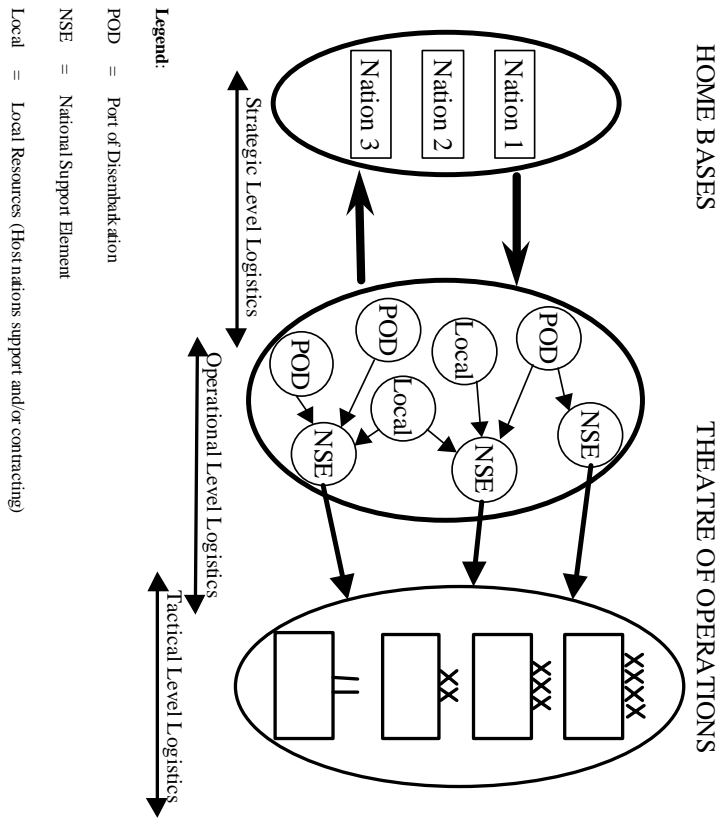 HOME BASES
THEATRE OF OPERATIONS
Nation 1
Nation 2
Nation 3
POD
Local
POD
POD
Local
NSE
NSE
NSE
XXXX
XXX
XX
II
Strategic Level Logistics
Operational Level Logistics
Tactical Level Logistics
Legend:
POD = Port of Disembarkation
NSE = National Support Element
Local = Local Resources (Host nations support and/or contracting)